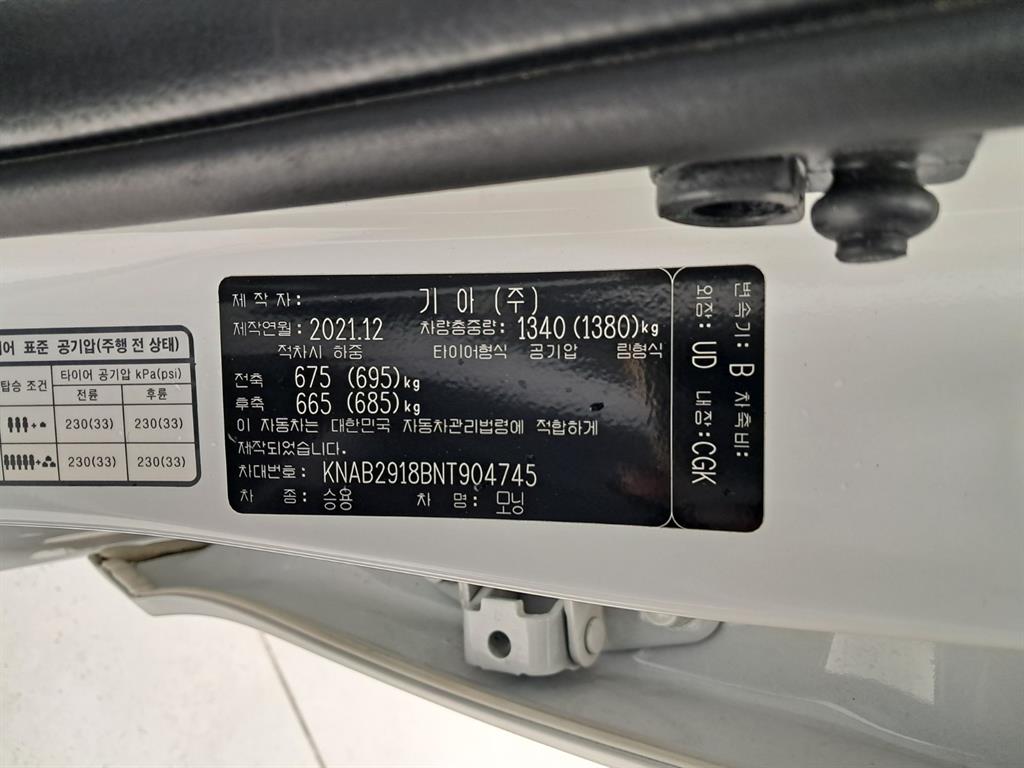 제 작 자: 기 아 (주)
제작연월: 2021.12 차량총중량: 1340 (1380)kg
적차시 하중 타이어형식 공기압 림형식
전축 675 (695)kg
후축 665 (685)kg
이 자동차는 대한민국 자동차관리법령에 적합하게
제작되었습니다.
차대번호: KNAB2918BNT904745
차 종: 승용 차 명: 모닝
변속기: B 차축비:
외장: UD 내장: CGK
표준 공기압(주행 전 상태)
탑승 조건 타이어 공기압 kPa(psi)
전륜 후륜
230(33) 230(33)
230(33) 230(33)